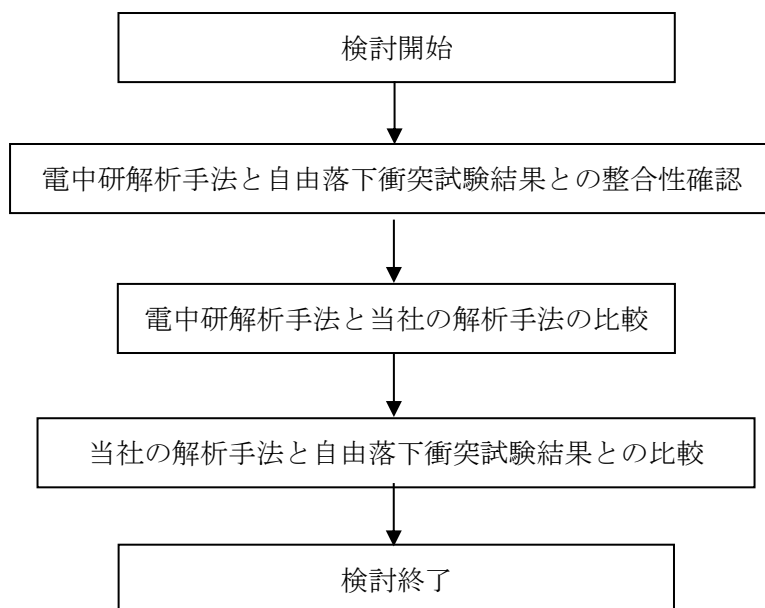 検討開始
電中研解析手法と自由落下衝突試験結果との整合性確認
電中研解析手法と当社の解析手法の比較
当社の解析手法と自由落下衝突試験結果との比較
検討終了